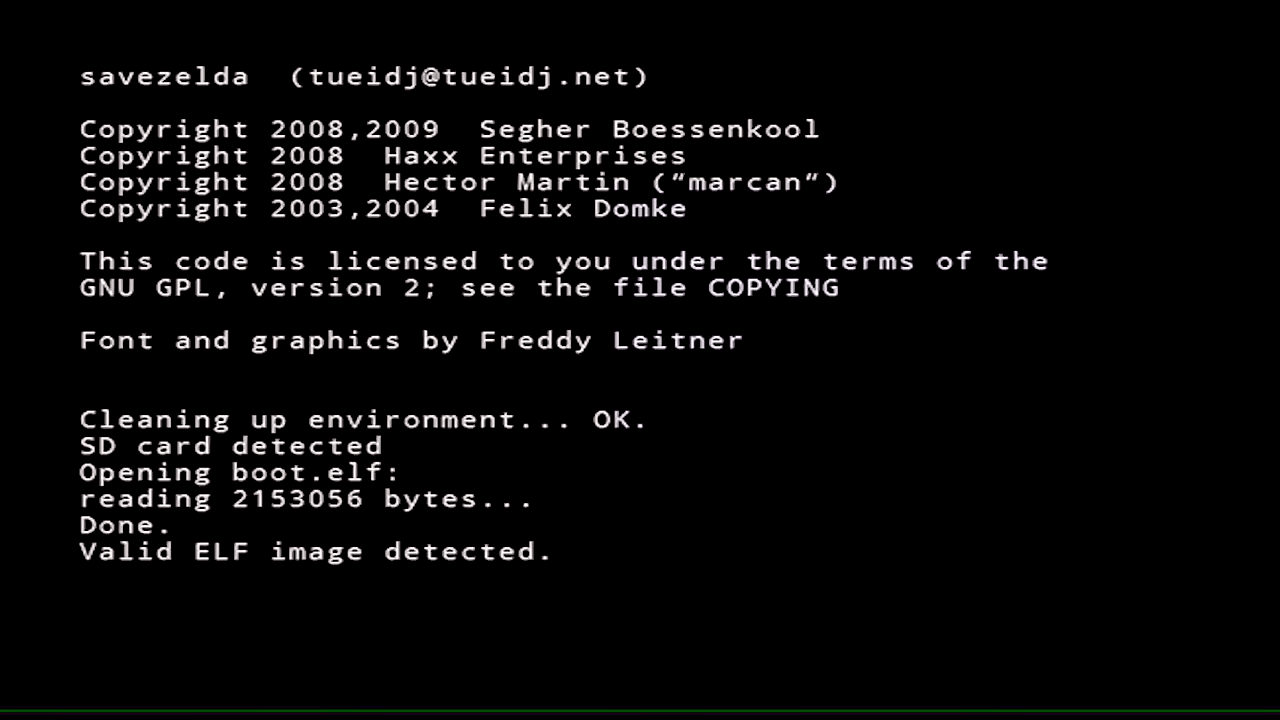 savezelda  (tueidj@tueidj.net)
Copyright 2008,2009  Segher Boessenkool
Copyright 2008  Haxx Enterprises
Copyright 2008  Hector Martin ("marcan")
Copyright 2003,2004  Felix Domke
This code is licensed to you under the terms of the
GNU GPL, version 2; see the file COPYING
Font and graphics by Freddy Leitner
Cleaning up environment... OK.
SD card detected
Opening boot.elf:
reading 2153056 bytes...
Done.
Valid ELF image detected.